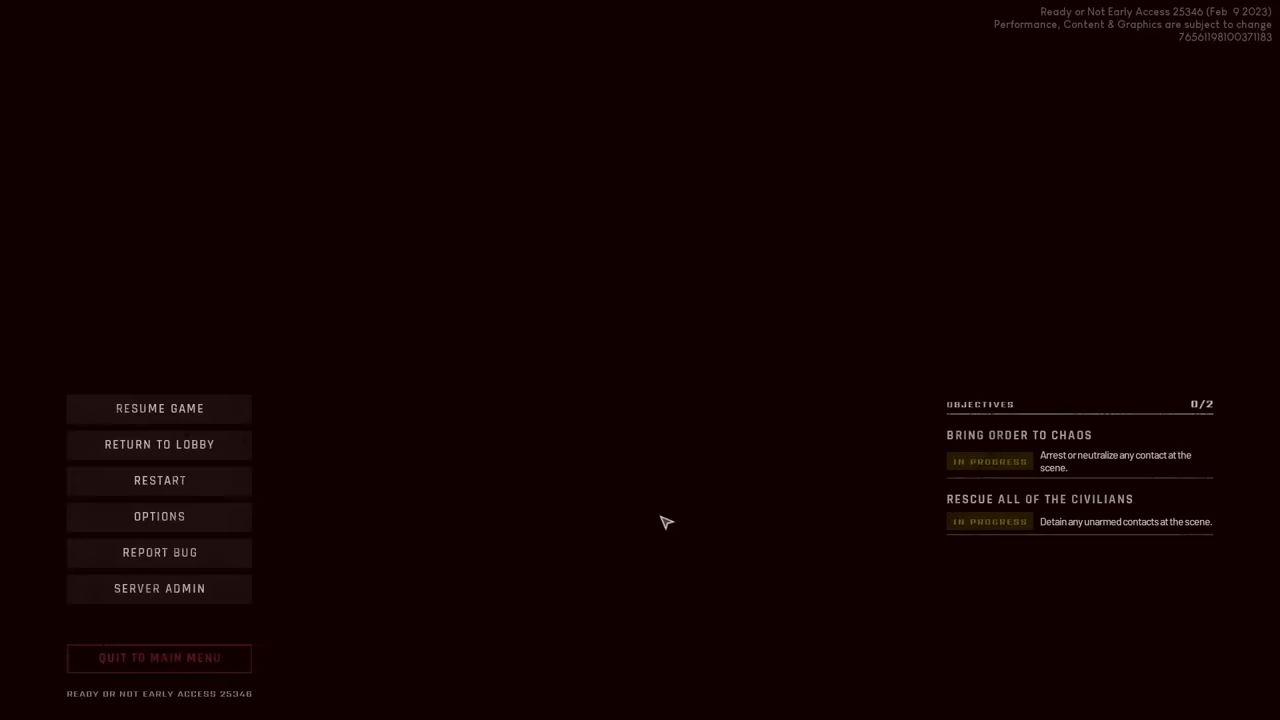 Ready or Not Early Access 25346 (Feb 9 2023)
Performance, Content & Graphics are subject to change
76561198100371183
RESUME GAME
RETURN TO LOBBY
RESTART
OPTIONS
REPORT BUG
SERVER ADMIN
QUIT TO MAIN MENU
READY OR NOT EARLY ACCESS 25346
OBJECTIVES 0/2
BRING ORDER TO CHAOS
IN PROGRESS Arrest or neutralize any contact at the
scene.
RESCUE ALL OF THE CIVILIANS
IN PROGRESS Detain any unarmed contacts at the scene.